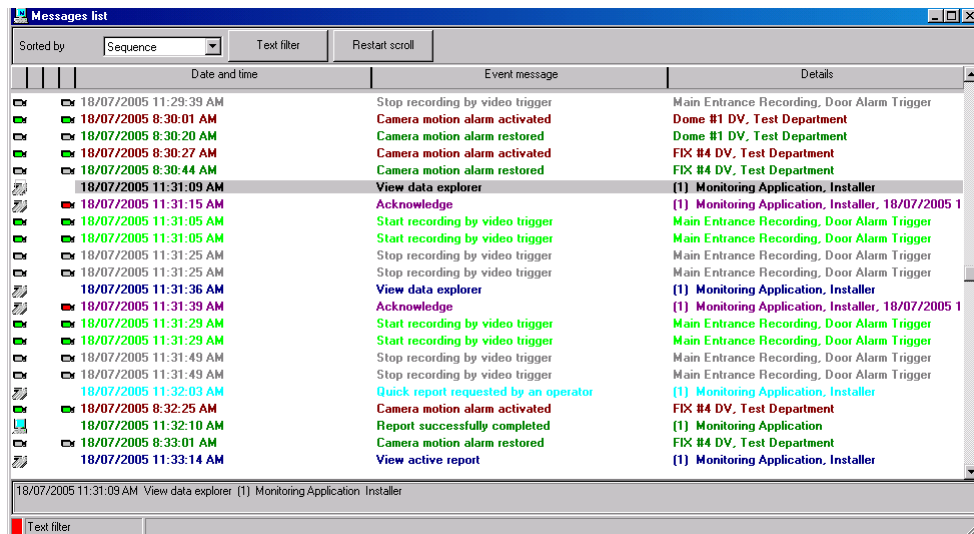 Messages list
Sorted by Sequence Text filter Restart scroll
Date and time Event message Details
18/07/2005 11:29:39 AM Stop recording by video trigger Main Entrance Recording, Door Alarm Trigger
18/07/2005 8:30:01 AM Camera motion alarm activated Dome #1 DV, Test Department
18/07/2005 8:30:20 AM Camera motion alarm restored Dome #1 DV, Test Department
18/07/2005 8:30:27 AM Camera motion alarm activated FIX #4 DV, Test Department
18/07/2005 8:30:44 AM Camera motion alarm restored FIX #4 DV, Test Department
18/07/2005 11:31:09 AM View data explorer (1) Monitoring Application, Installer
18/07/2005 11:31:15 AM Acknowledge (1) Monitoring Application, Installer, 18/07/2005 1
18/07/2005 11:31:05 AM Start recording by video trigger Main Entrance Recording, Door Alarm Trigger
18/07/2005 11:31:05 AM Start recording by video trigger Main Entrance Recording, Door Alarm Trigger
18/07/2005 11:31:25 AM Stop recording by video trigger Main Entrance Recording, Door Alarm Trigger
18/07/2005 11:31:25 AM Stop recording by video trigger Main Entrance Recording, Door Alarm Trigger
18/07/2005 11:31:36 AM View data explorer (1) Monitoring Application, Installer
18/07/2005 11:31:39 AM Acknowledge (1) Monitoring Application, Installer, 18/07/2005 1
18/07/2005 11:31:29 AM Start recording by video trigger Main Entrance Recording, Door Alarm Trigger
18/07/2005 11:31:29 AM Start recording by video trigger Main Entrance Recording, Door Alarm Trigger
18/07/2005 11:31:49 AM Stop recording by video trigger Main Entrance Recording, Door Alarm Trigger
18/07/2005 11:31:49 AM Stop recording by video trigger Main Entrance Recording, Door Alarm Trigger
18/07/2005 11:32:03 AM Quick report requested by an operator (1) Monitoring Application, Installer
18/07/2005 8:32:25 AM Camera motion alarm activated FIX #4 DV, Test Department
18/07/2005 11:32:10 AM Report successfully completed (1) Monitoring Application
18/07/2005 8:33:01 AM Camera motion alarm restored FIX #4 DV, Test Department
18/07/2005 11:33:14 AM View active report (1) Monitoring Application, Installer
18/07/2005 11:31:09 AM View data explorer (1) Monitoring Application Installer
Text filter